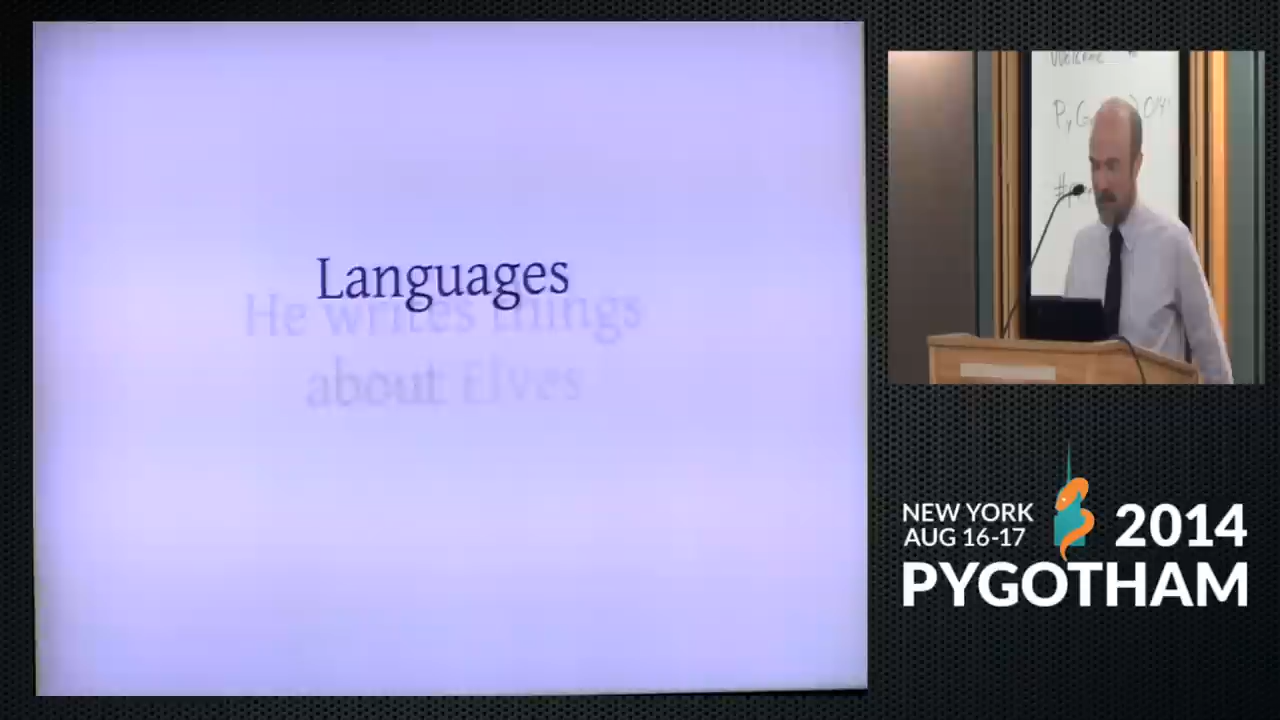 Languages
He writes things
about Elves
NEW YORK
AUG 16-17
2014
PYGOTHAM